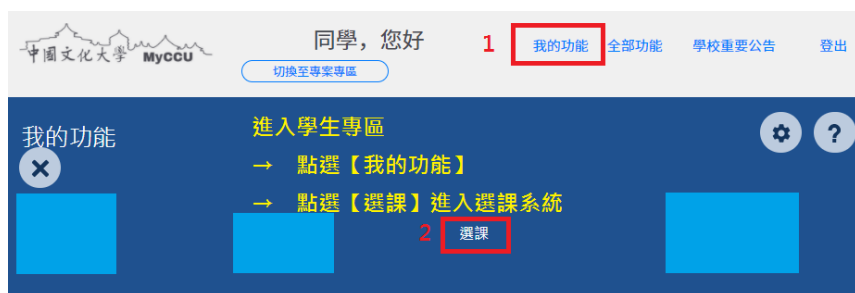 中國文化大學 MyCCU
同學，您好
切換至專案專區
1
我的功能 全部功能 學校重要公告 登出
我的功能
進入學生專區
→ 點選【我的功能】
→ 點選【選課】進入選課系統
2 選課
?